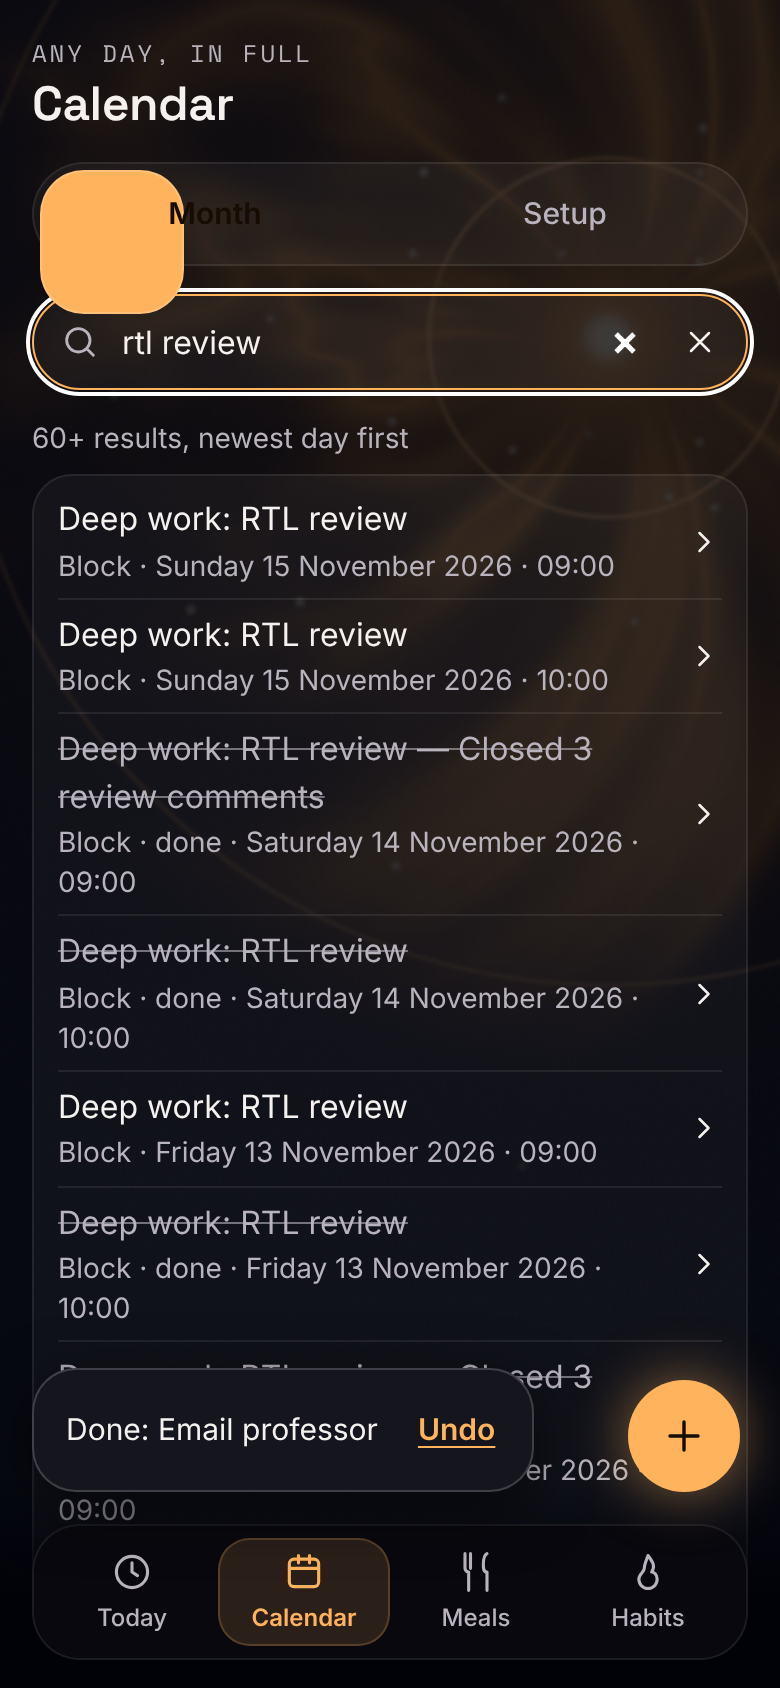 ANY DAY, IN FULL
Calendar
Month
Setup
rtl review
60+ results, newest day first
Deep work: RTL review
Block · Sunday 15 November 2026 · 09:00
Deep work: RTL review
Block · Sunday 15 November 2026 · 10:00
Deep work: RTL review — Closed 3
review comments
Block · done · Saturday 14 November 2026 ·
09:00
Deep work: RTL review
Block · done · Saturday 14 November 2026 ·
10:00
Deep work: RTL review
Block · Friday 13 November 2026 · 09:00
Deep work: RTL review
Block · done · Friday 13 November 2026 ·
10:00
3
Done: Email professor
Undo
2026
09:00
Today
Calendar
Meals
Habits